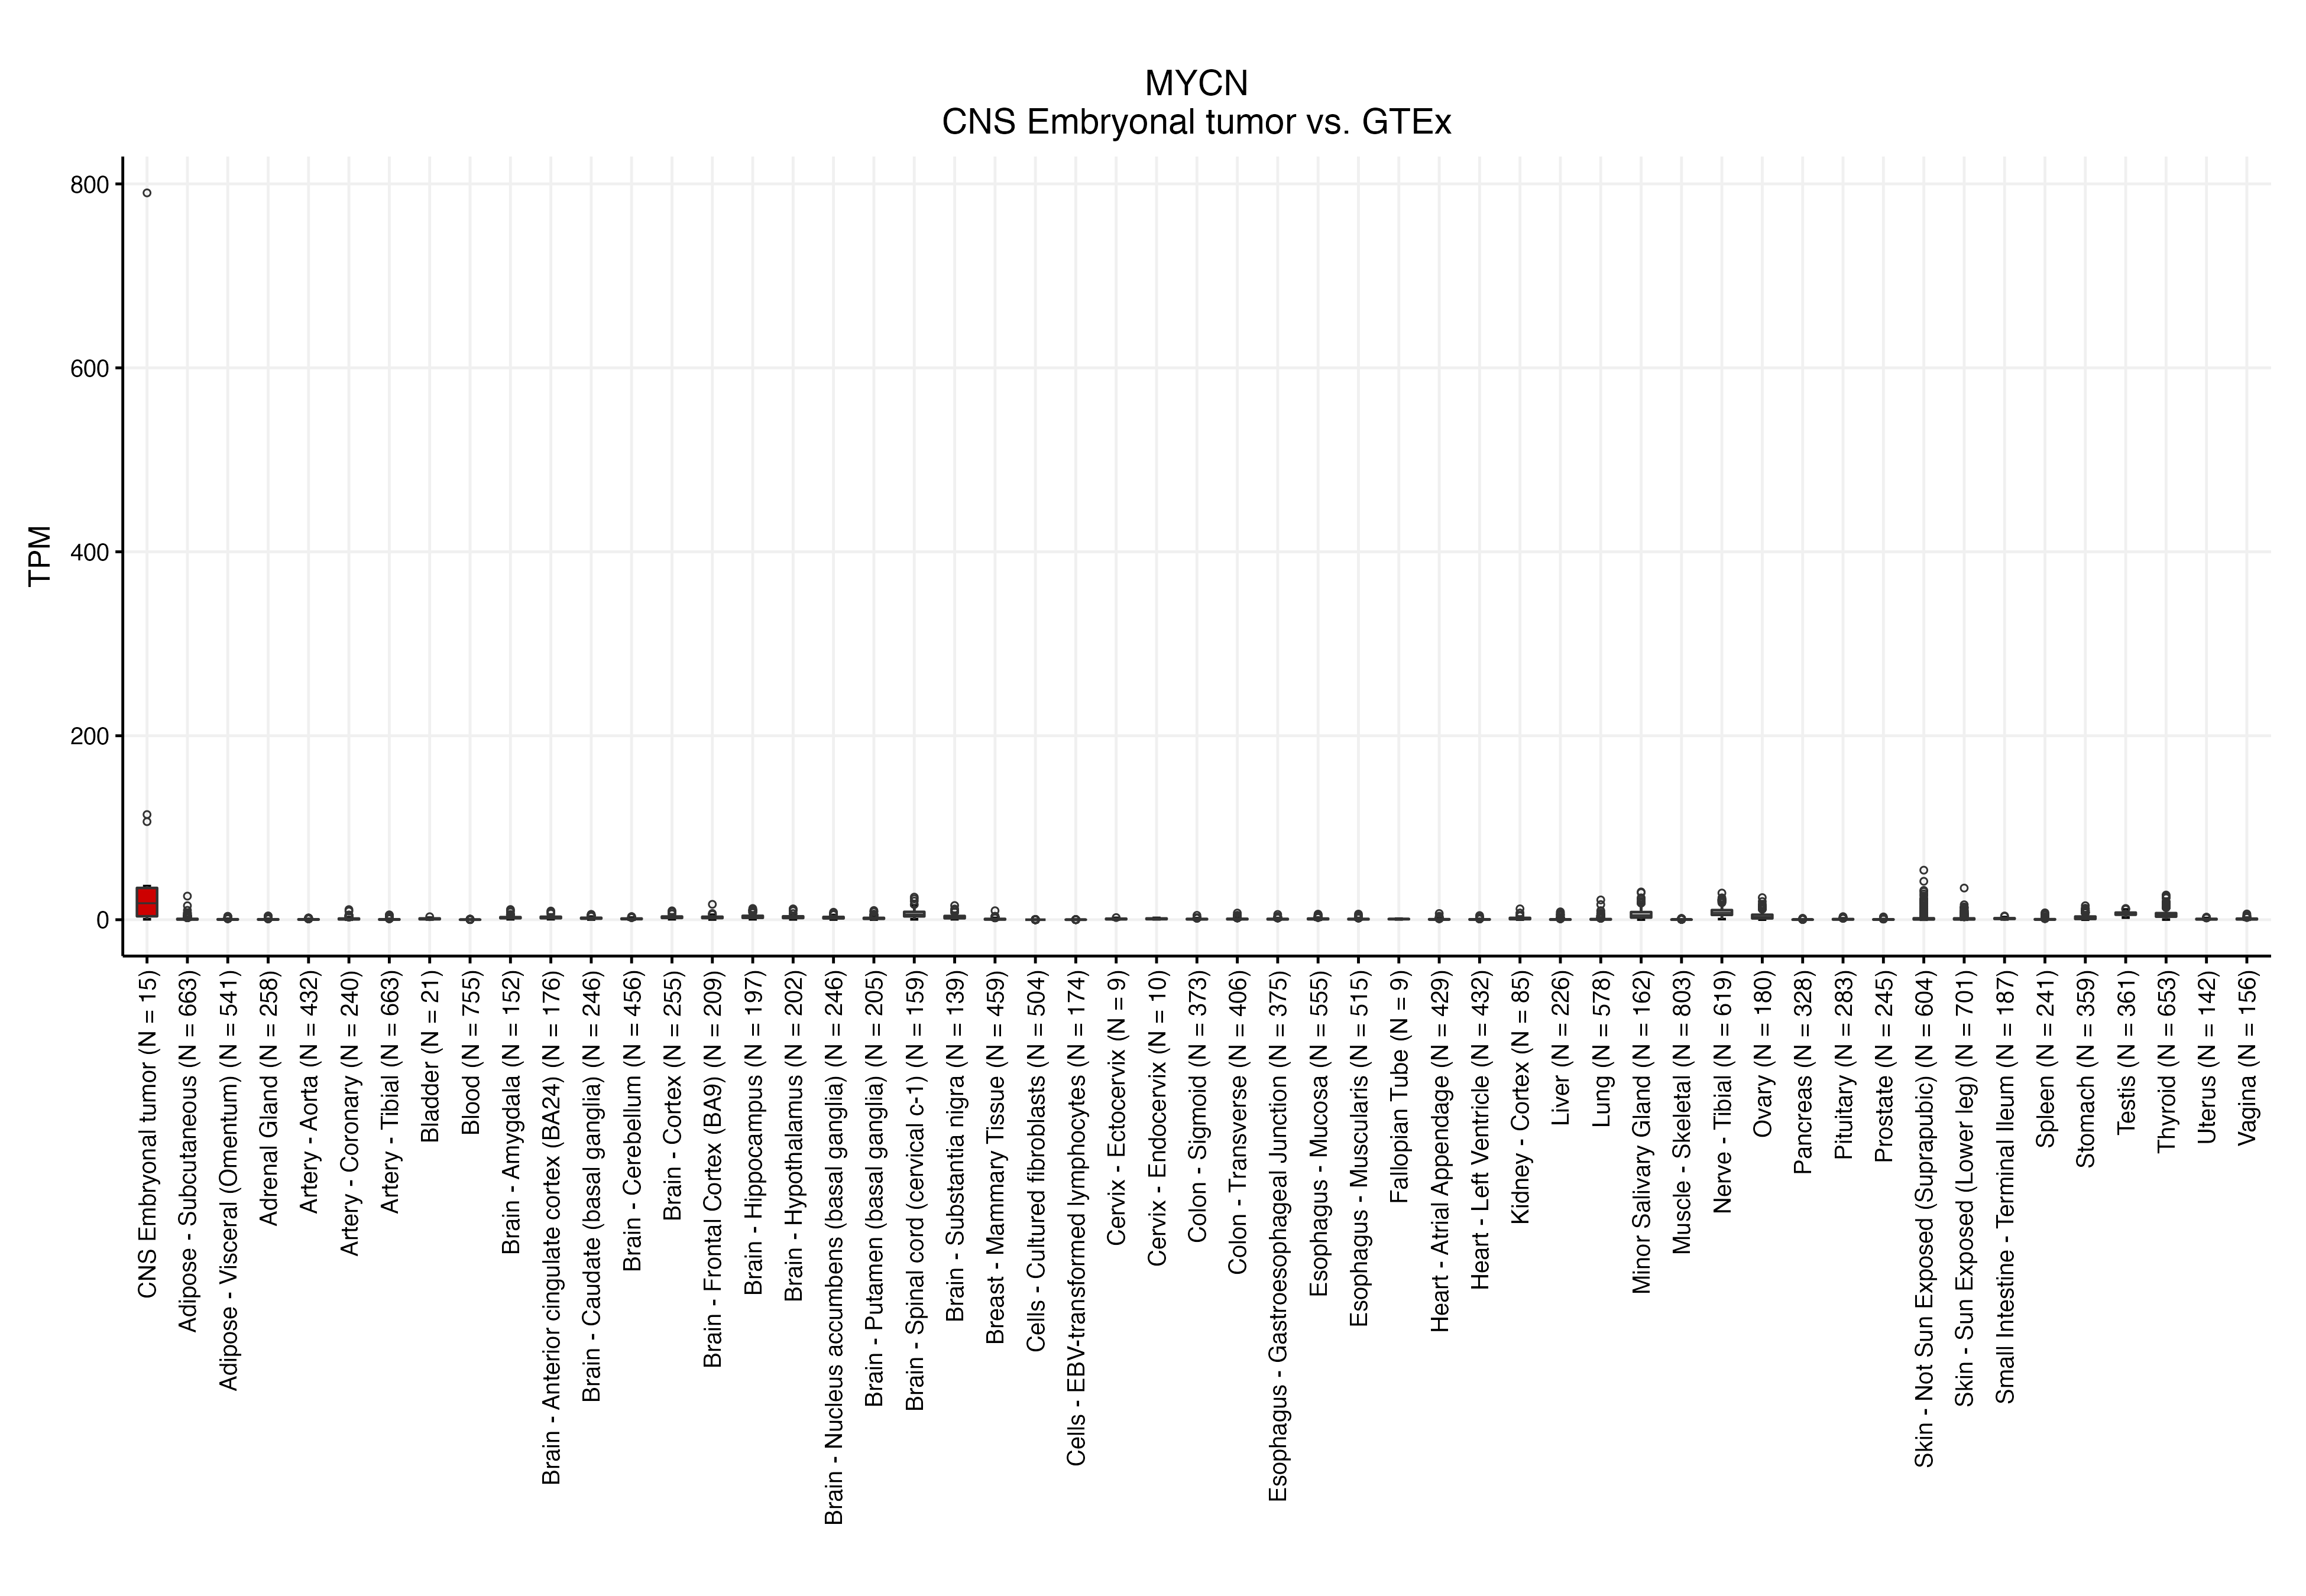 MYCN
CNS Embryonal tumor vs. GTEx
TPM
800
600
400
200
0
CNS Embryonal tumor (N = 15)
Adipose - Subcutaneous (N = 663)
Adipose - Visceral (Omentum) (N = 541)
Adrenal Gland (N = 258)
Artery - Aorta (N = 432)
Artery - Coronary (N = 240)
Artery - Tibial (N = 663)
Bladder (N = 21)
Blood (N = 755)
Brain - Amygdala (N = 152)
Brain - Anterior cingulate cortex (BA24) (N = 176)
Brain - Caudate (basal ganglia) (N = 246)
Brain - Cerebellum (N = 456)
Brain - Cortex (N = 255)
Brain - Frontal Cortex (BA9) (N = 209)
Brain - Hippocampus (N = 197)
Brain - Hypothalamus (N = 202)
Brain - Nucleus accumbens (basal ganglia) (N = 246)
Brain - Putamen (basal ganglia) (N = 205)
Brain - Spinal cord (cervical c-1) (N = 159)
Brain - Substantia nigra (N = 139)
Breast - Mammary Tissue (N = 459)
Cells - Cultured fibroblasts (N = 504)
Cells - EBV-transformed lymphocytes (N = 174)
Cervix - Ectocervix (N = 9)
Cervix - Endocervix (N = 10)
Colon - Sigmoid (N = 373)
Colon - Transverse (N = 406)
Esophagus - Gastroesophageal Junction (N = 375)
Esophagus - Mucosa (N = 555)
Esophagus - Muscularis (N = 515)
Fallopian Tube (N = 9)
Heart - Atrial Appendage (N = 429)
Heart - Left Ventricle (N = 432)
Kidney - Cortex (N = 85)
Liver (N = 226)
Lung (N = 578)
Minor Salivary Gland (N = 162)
Muscle - Skeletal (N = 803)
Nerve - Tibial (N = 619)
Ovary (N = 180)
Pancreas (N = 328)
Pituitary (N = 283)
Prostate (N = 245)
Skin - Not Sun Exposed (Suprapubic) (N = 604)
Skin - Sun Exposed (Lower leg) (N = 701)
Small Intestine - Terminal Ileum (N = 187)
Spleen (N = 241)
Stomach (N = 359)
Testis (N = 361)
Thyroid (N = 653)
Uterus (N = 142)
Vagina (N = 156)